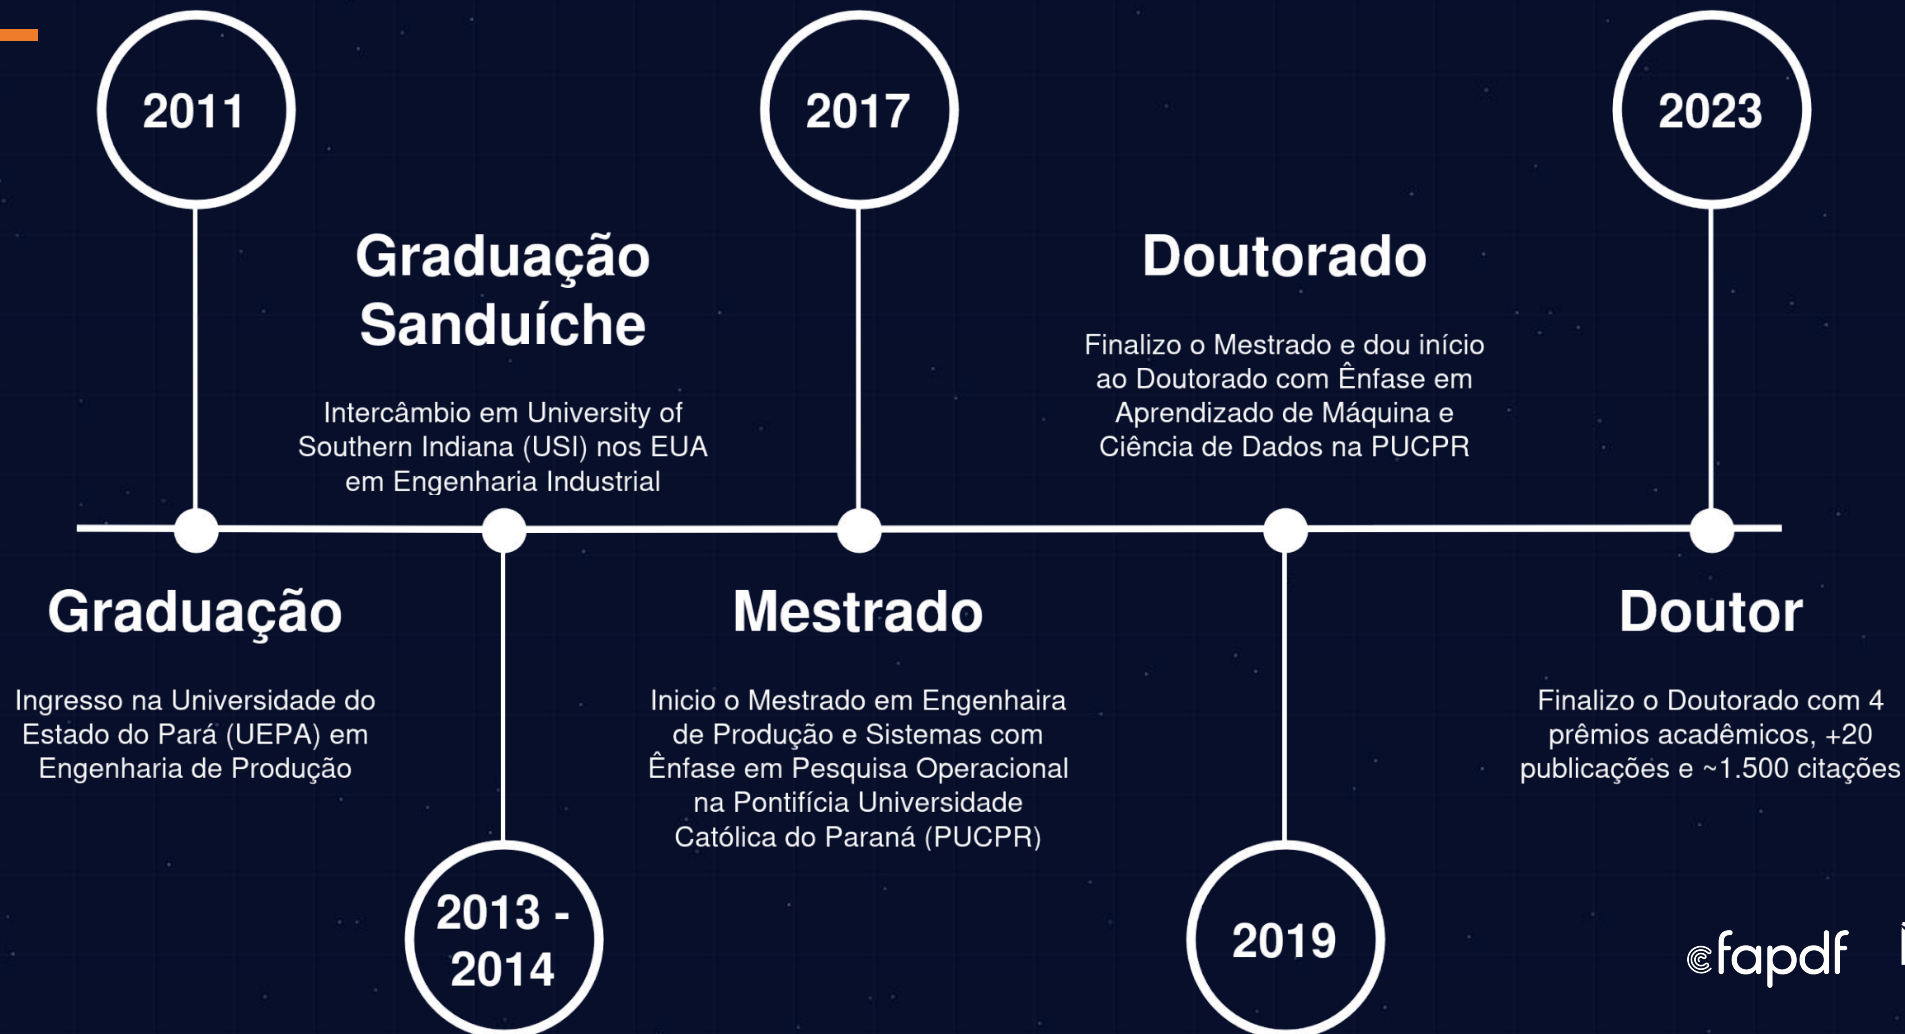 2011
Graduação
Ingresso na Universidade do
Estado do Pará (UEPA) em
Engenharia de Produção
Graduação
Sanduíche
Intercâmbio em University of
Southern Indiana (USI) nos EUA
em Engenharia Industrial
2013 -
2014
2017
Mestrado
Inicio o Mestrado em Engenhaira
de Produção e Sistemas com
Ênfase em Pesquisa Operacional
na Pontifícia Universidade
Católica do Paraná (PUCPR)
Doutorado
Finalizo o Mestrado e dou início
ao Doutorado com Ênfase em
Aprendizado de Máquina e
Ciência de Dados na PUCPR
2019
2023
Doutor
Finalizo o Doutorado com 4
prêmios acadêmicos, +20
publicações e ~1.500 citações
fapdf